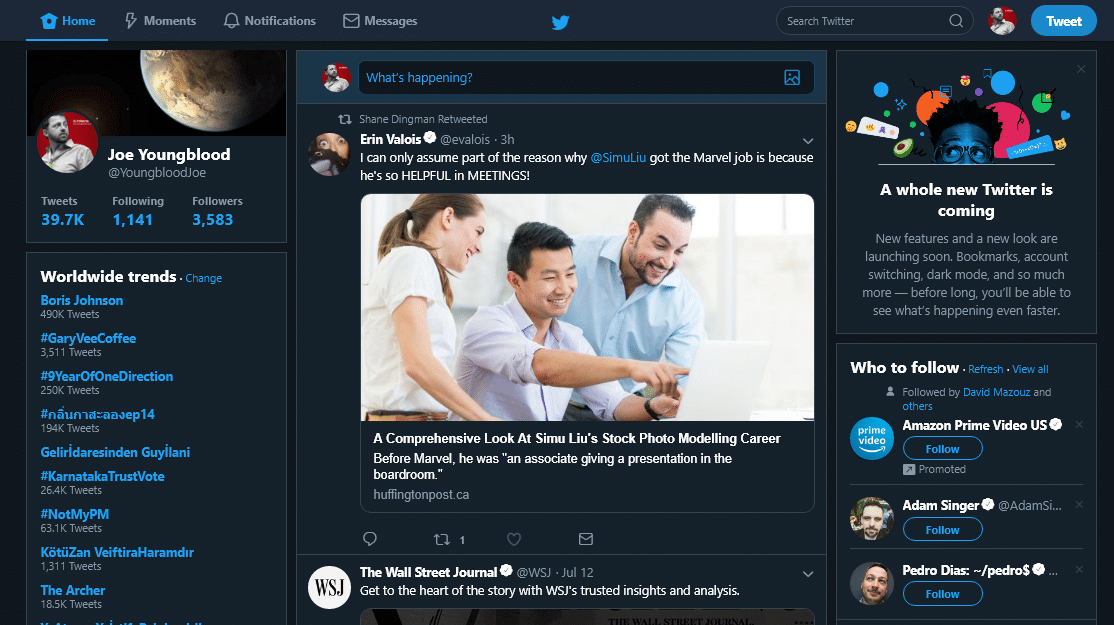 Home
Moments
Notifications
Messages
Search Twitter
Tweet
Joe Youngblood
@YoungbloodJoe
Tweets Following Followers
39.7K 1,141 3,583
Worldwide trends · Change
Boris Johnson
490K Tweets
#GaryVeeCoffee
3,511 Tweets
#9YearOfOneDirection
250K Tweets
#กลิ่นกาสะลองep14
194K Tweets
Gelirİdaresinden Guyİlani
#KarnatakaTrustVote
26.4K Tweets
#NotMyPM
63.1K Tweets
KötüZan VeiftiraHaramdır
1,311 Tweets
The Archer
18.5K Tweets
What's happening?
Shane Dingman Retweeted
Erin Valois @evalois · 3h
I can only assume part of the reason why @SimuLiu got the Marvel job is because
he's so HELPFUL in MEETINGS!
A Comprehensive Look At Simu Liu's Stock Photo Modelling Career
Before Marvel, he was "an associate giving a presentation in the
boardroom."
huffingtonpost.ca
1
WSJ
The Wall Street Journal @WSJ · Jul 12
Get to the heart of the story with WSJ's trusted insights and analysis.
THE WALL STREET JOURNAL.
A whole new Twitter is
coming
New features and a new look are
launching soon. Bookmarks, account
switching, dark mode, and so much
more — before long, you'll be able to
see what's happening even faster.
Who to follow · Refresh · View all
Followed by David Mazouz and
others
prime
video
Amazon Prime Video US
Follow
Promoted
Adam Singer @AdamSi...
Follow
Pedro Dias: ~/pedro$ ...
Follow